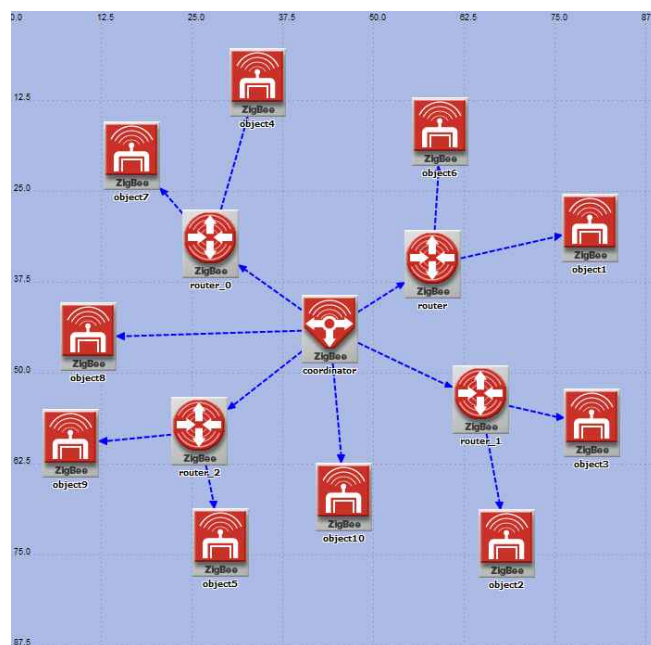 0.0 12.5 25.0 37.5 50.0 62.5 75.0 87
12.5
ZigBee
object4
ZigBee
object6
ZigBee
object7
25.0
ZigBee
object1
ZigBee
router_0
ZigBee
router
37.5
ZigBee
coordinator
ZigBee
object8
50.0
ZigBee
router_1
ZigBee
router_2
ZigBee
object3
ZigBee
object9
62.5
ZigBee
object10
ZigBee
object5
ZigBee
object2
75.0
87.5